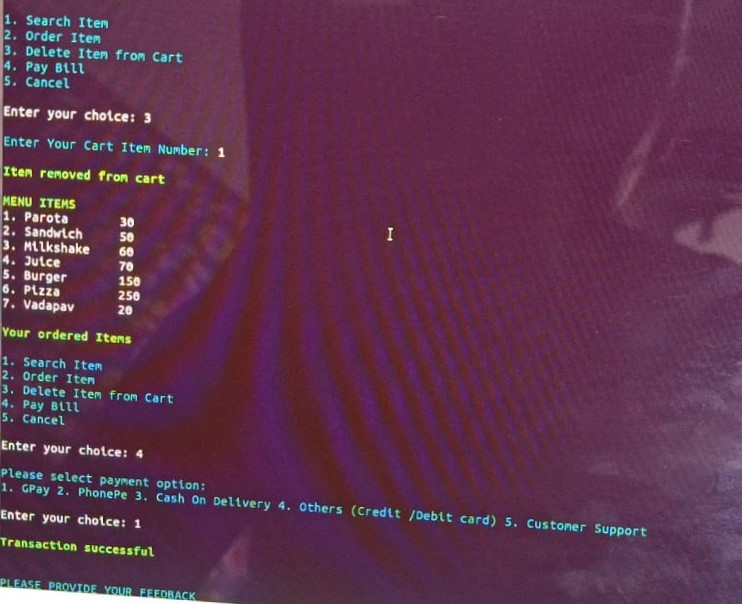 1. Search Item
2. Order Item
3. Delete Item from Cart
4. Pay Bill
5. Cancel
Enter your choice: 3
Enter Your Cart Item Number: 1
Item removed from cart
MENU ITEMS
1. Parota 30
2. Sandwich 50
3. Milkshake 60
4. Juice 70
5. Burger 150
6. Pizza 250
7. Vadapav 20
Your ordered Items
1. Search Item
2. Order Item
3. Delete Item from Cart
4. Pay Bill
5. Cancel
Enter your choice: 4
Please select payment option:
1. GPay 2. PhonePe 3. Cash On Delivery 4. Others (Credit /Debit card) 5. Customer Support
Enter your choice: 1
Transaction successful
PLEASE PROVIDE YOUR FEEDBACK